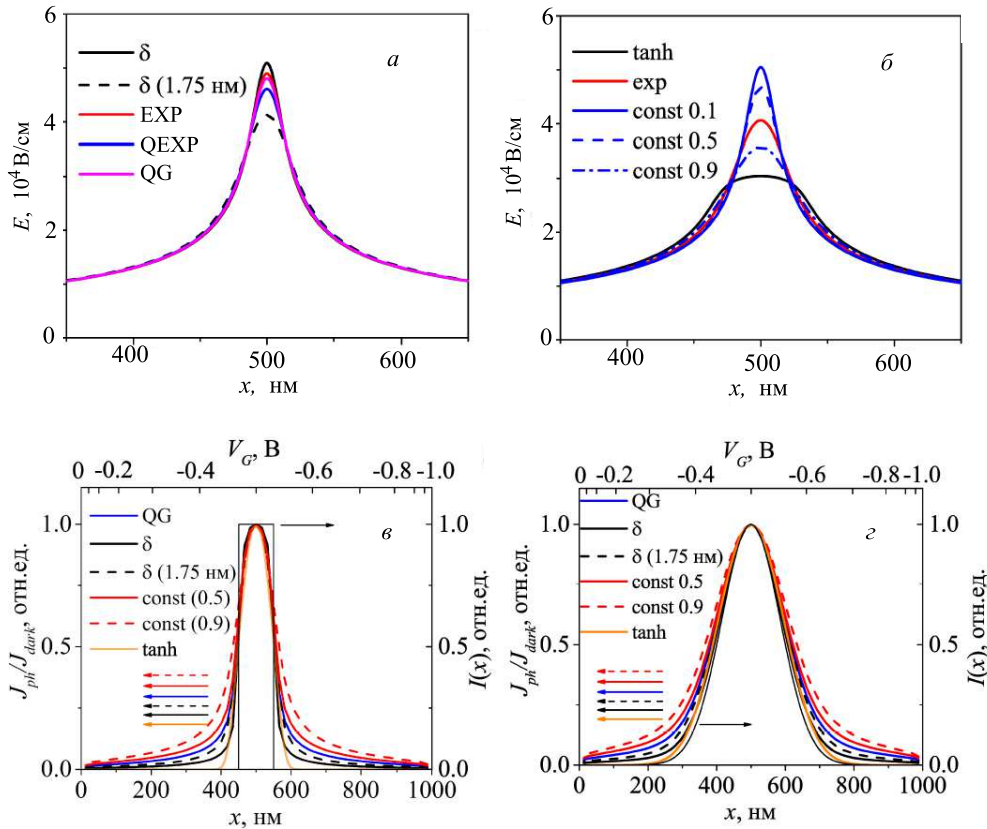 а
E, 10⁴ В/см
6
4
2
0
δ
δ (1.75 нм)
EXP
QEXP
QG
400 500 600
x, нм
б
E, 10⁴ В/см
6
4
2
0
tanh
exp
const 0.1
const 0.5
const 0.9
400 500 600
x, нм
V_G, В
0 -0.2 -0.4 -0.6 -0.8 -1.0
в
QG
δ
δ (1.75 нм)
const (0.5)
const (0.9)
tanh
J_ph/J_dark, отн.ед.
1.0
0.5
0.0
I(x), отн.ед.
1.0
0.5
0.0
0 200 400 600 800 1000
x, нм
V_G, В
0 -0.2 -0.4 -0.6 -0.8 -1.0
г
QG
δ
δ (1.75 нм)
const 0.5
const 0.9
tanh
J_ph/J_dark, отн.ед.
1.0
0.5
0.0
I(x), отн.ед.
1.0
0.5
0.0
0 200 400 600 800 1000
x, нм